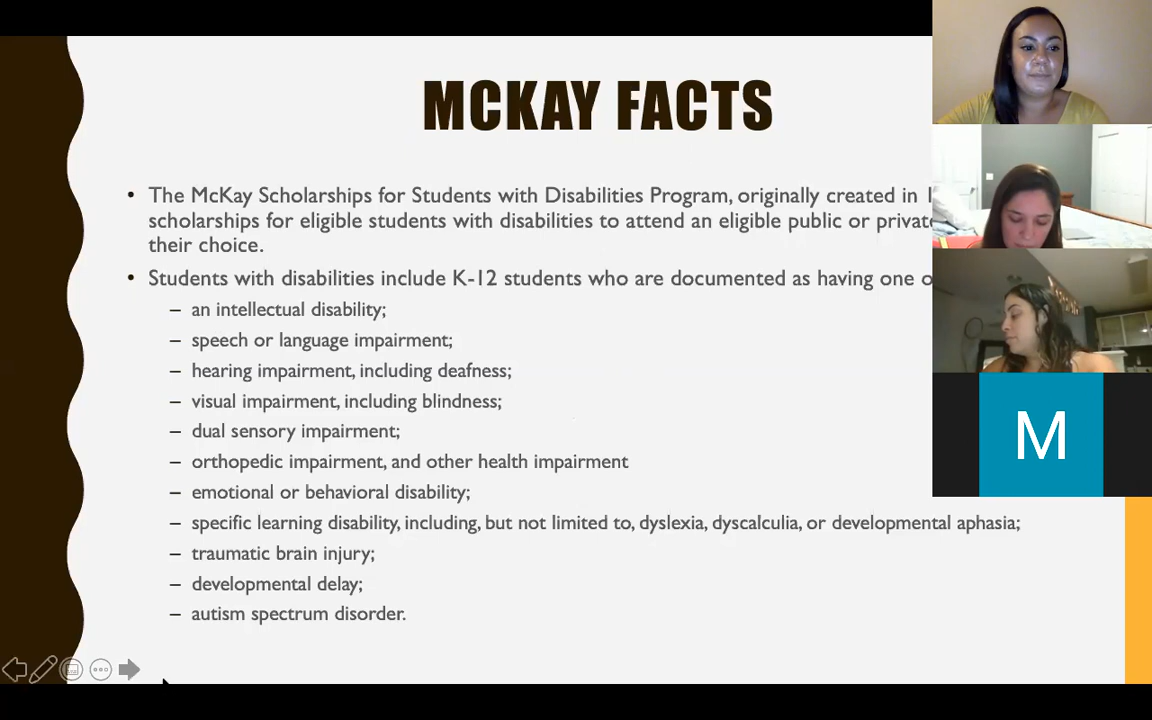 MCKAY FACTS
• The McKay Scholarships for Students with Disabilities Program, originally created in
scholarships for eligible students with disabilities to attend an eligible public or private
their choice.
• Students with disabilities include K-12 students who are documented as having one
– an intellectual disability;
– speech or language impairment;
– hearing impairment, including deafness;
– visual impairment, including blindness;
– dual sensory impairment;
– orthopedic impairment, and other health impairment
– emotional or behavioral disability;
– specific learning disability, including, but not limited to, dyslexia, dyscalculia, or developmental aphasia;
– traumatic brain injury;
– developmental delay;
– autism spectrum disorder.
M